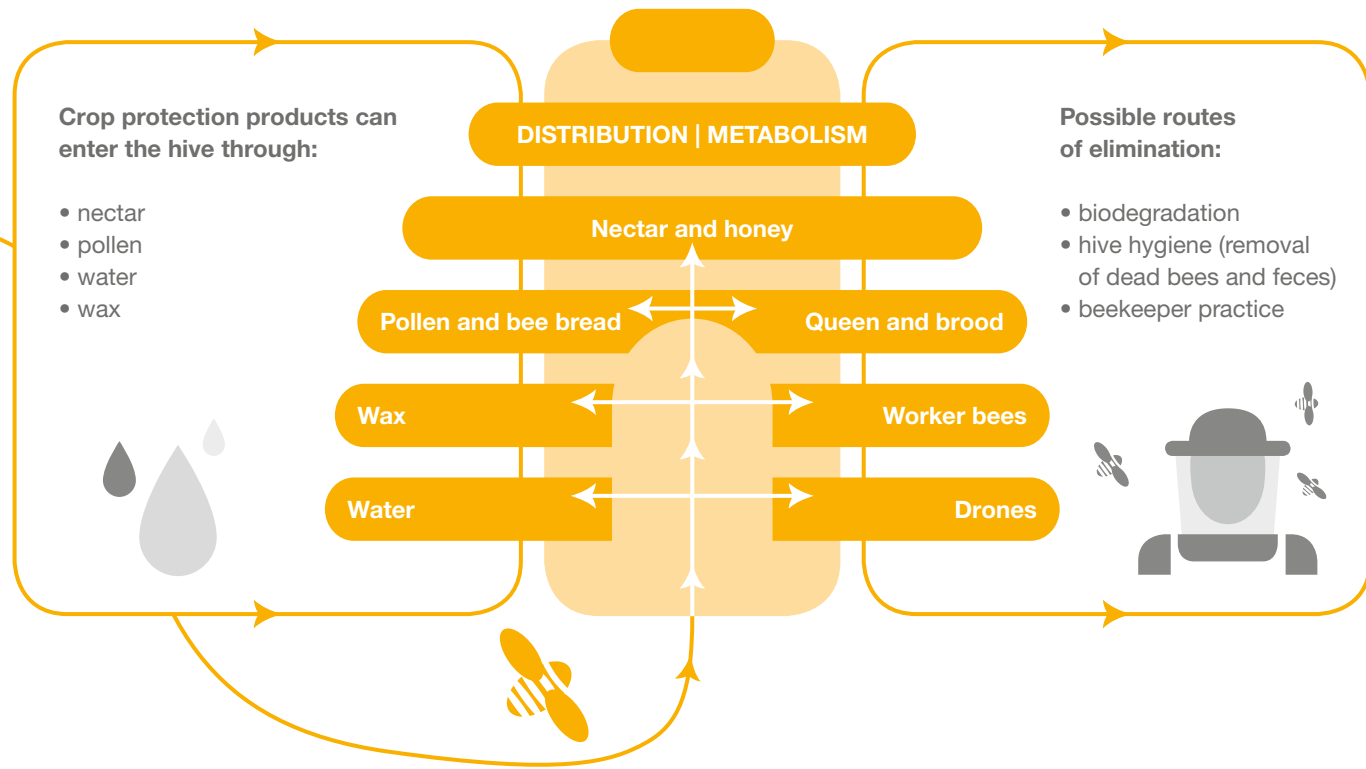 Crop protection products can
enter the hive through:
• nectar
• pollen
• water
• wax
DISTRIBUTION | METABOLISM
Nectar and honey
Pollen and bee bread
Queen and brood
Wax
Worker bees
Water
Drones
Possible routes
of elimination:
• biodegradation
• hive hygiene (removal
of dead bees and feces)
• beekeeper practice